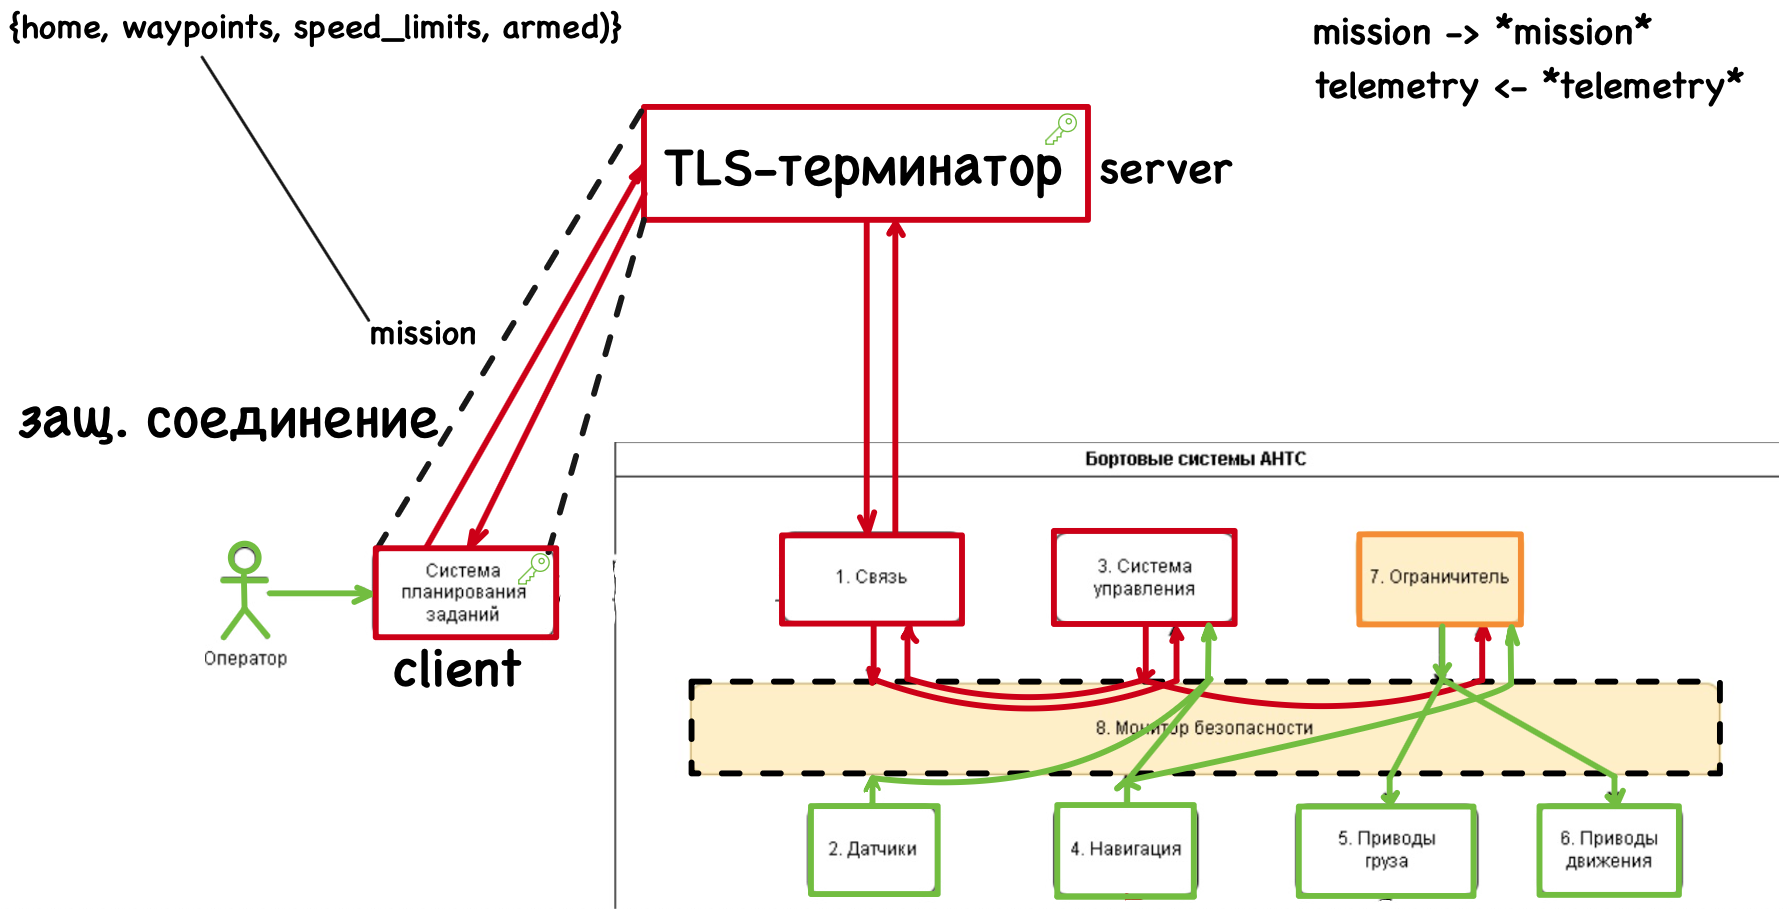 {home, waypoints, speed_limits, armed)}
mission -> *mission*
telemetry <- *telemetry*
TLS-терминатор
server
mission
защ. соединение
Бортовые системы АНТС
Система
планирования
заданий
Оператор
client
1. Связь
3. Система
управления
7. Ограничитель
8. Монитор безопасности
2. Датчики
4. Навигация
5. Приводы
груза
6. Приводы
движения